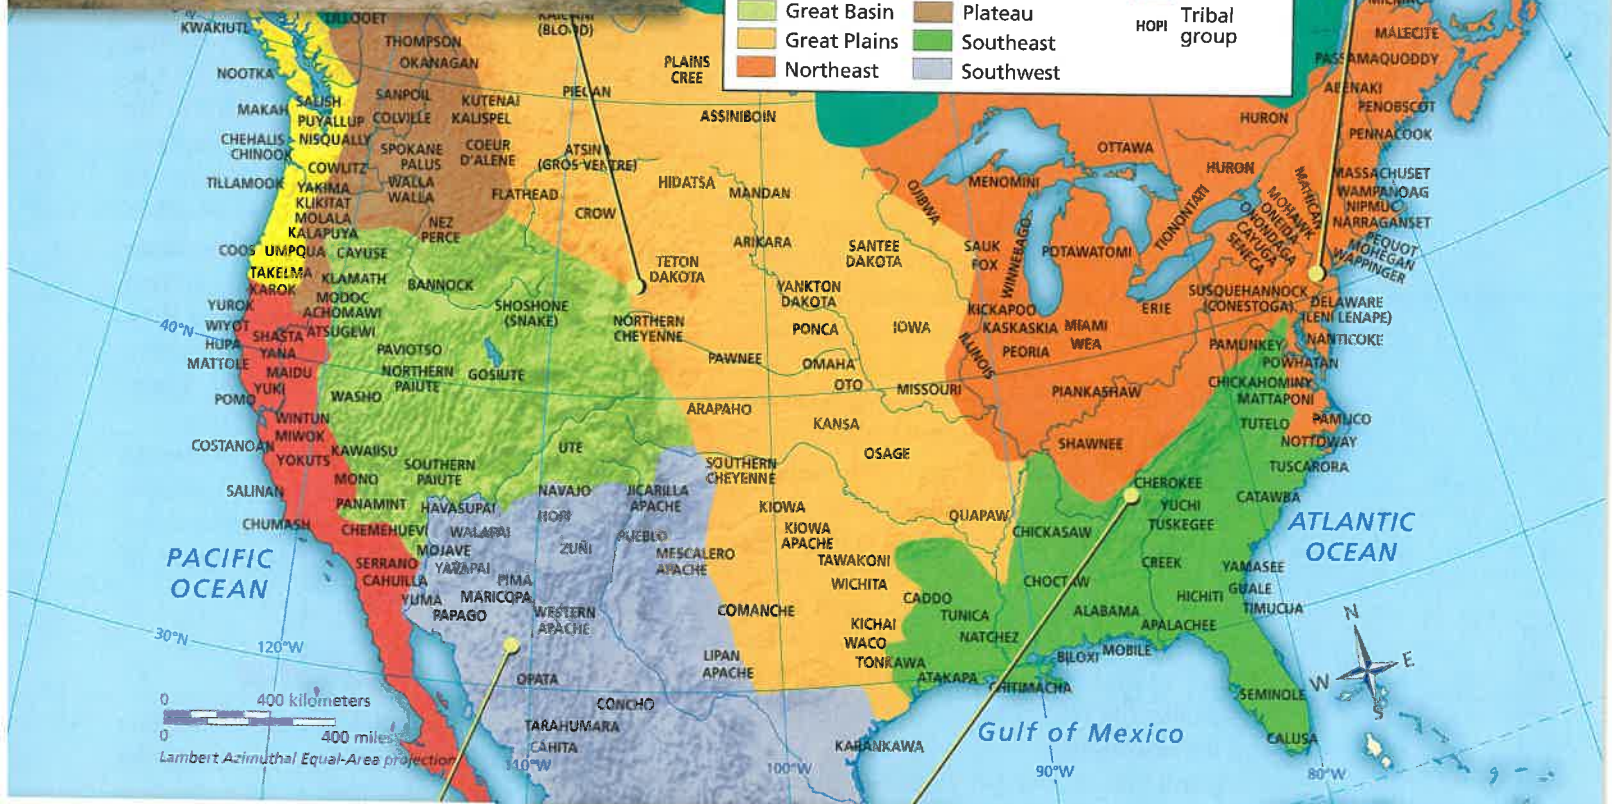 Great Basin
Plateau
Great Plains
Southeast
Northeast
Southwest
HOPI
Tribal
group
KWAKIUTL
LILLOOET
(BLOOD)
THOMPSON
OKANAGAN
PLAINS
CREE
MALECITE
PASSAMAQUODDY
NOOTKA
MAKAH
SALISH
PUYALLUP
SANPOIL
COLVILLE
KUTENAI
KALISPEL
PIEGAN
ASSINIBOIN
ABENAKI
PENOBSCOT
HURON
PENNACOOK
CHEHALIS
NISQUALLY
CHINOOK
COWLITZ
SPOKANE
PALUS
COEUR
D'ALENE
ATSINA
(GROS VENTRE)
OTTAWA
HURON
MASSACHUSET
WAMPANOAG
NIPMUC
NARRAGANSET
TILLAMOOK
YAKIMA
KLIKITAT
MOLALA
KALAPUYA
WALLA
WALLA
FLATHEAD
CROW
HIDATSA
MANDAN
OJIBWA
MENOMINI
TIONONTATI
MAHICAN
MOHAWK
ONEIDA
ONONDAGA
CAYUGA
SENECA
PEQUOT
MOHEGAN
WAPPINGER
COOS
UMPQUA
CAYUSE
NEZ
PERCE
ARIKARA
SANTEE
DAKOTA
SAUK
FOX
WINNEBAGO
POTAWATOMI
TAKELMA
KAROK
KLAMATH
BANNOCK
TETON
DAKOTA
YANKTON
DAKOTA
SUSQUEHANNOCK
(CONESTOGA)
DELAWARE
(LENI LENAPE)
YUROK
MODOC
ACHOMAWI
SHOSHONE
(SNAKE)
KICKAPOO
ERIE
WIYOT
HUPA
40°N
SHASTA
ATSUGEWI
NORTHERN
CHEYENNE
PONCA
IOWA
KASKASKIA
MIAMI
WEA
NANTICOKE
MATTOLE
YANA
MAIDU
YUKI
PAVIOTSO
NORTHERN
PAIUTE
GOSIUTE
PAWNEE
OMAHA
OTO
MISSOURI
ILLINOIS
PEORIA
PAMUNKEY
POWHATAN
CHICKAHOMINY
MATTAPONI
POMO
WASHO
ARAPAHO
KANSA
PIANKASHAW
PAMLICO
WINTUN
MIWOK
YOKUTS
COSTANOAN
KAWAIISU
UTE
OSAGE
SHAWNEE
TUTELO
NOTTOWAY
TUSCARORA
MONO
SOUTHERN
PAIUTE
SOUTHERN
CHEYENNE
CHEROKEE
CATAWBA
SALINAN
PANAMINT
HAVASUPAI
NAVAJO
JICARILLA
APACHE
KIOWA
QUAPAW
YUCHI
TUSKEGEE
ATLANTIC
OCEAN
CHUMASH
CHEMEHUEVI
WALAPAI
HOPI
ZUÑI
PUEBLO
KIOWA
APACHE
CHICKASAW
PACIFIC
OCEAN
SERRANO
CAHUILLA
MOJAVE
YAVAPAI
PIMA
MARICOPA
MESCALERO
APACHE
TAWAKONI
WICHITA
CREEK
YAMASEE
YUMA
PAPAGO
WESTERN
APACHE
COMANCHE
CADDO
TUNICA
NATCHEZ
CHOCTAW
ALABAMA
APALACHEE
HICHITI
GUALE
TIMUCUA
30°N
120°W
KICHAI
WACO
TONKAWA
BILOXI
MOBILE
N
E
W
S
OPATA
LIPAN
APACHE
ATAKAPA
CHITIMACHA
SEMINOLE
0
400 kilometers
0
400 miles
Lambert Azimuthal Equal-Area projection
CONCHO
TARAHUMARA
CAHITA
KARANKAWA
Gulf of Mexico
CALUSA
110°W
100°W
90°W
80°W